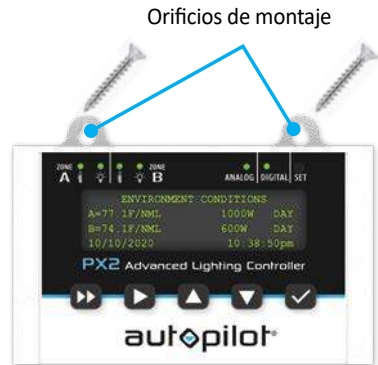 Orificios de montaje
ZONE A ZONE B ANALOG DIGITAL SET
ENVIRONMENT CONDITIONS
A=77.1F/NML 1000W DAY
B=74.1F/NML 600W DAY
10/10/2020 10:38:50pm
PX2 Advanced Lighting Controller
autopilot